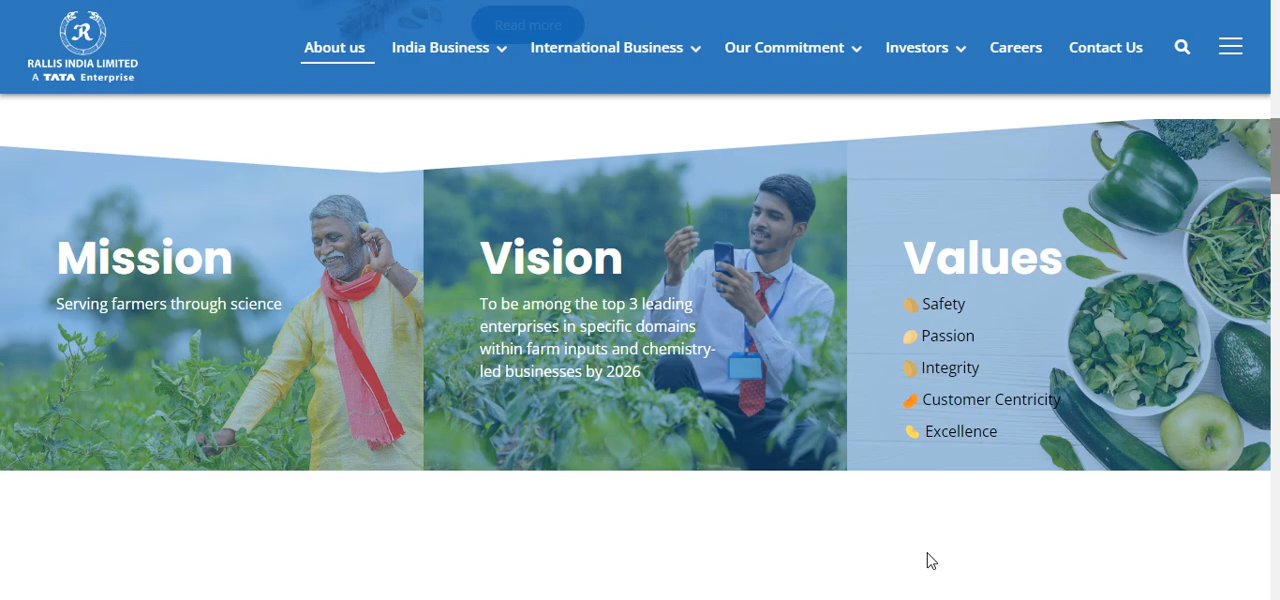 Read more
About us
India Business
International Business
Our Commitment
Investors
Careers
Contact Us
R
RALLIS INDIA LIMITED
A TATA Enterprise
Mission
Serving farmers through science
Vision
To be among the top 3 leading
enterprises in specific domains
within farm inputs and chemistry-
led businesses by 2026
Values
Safety
Passion
Integrity
Customer Centricity
Excellence